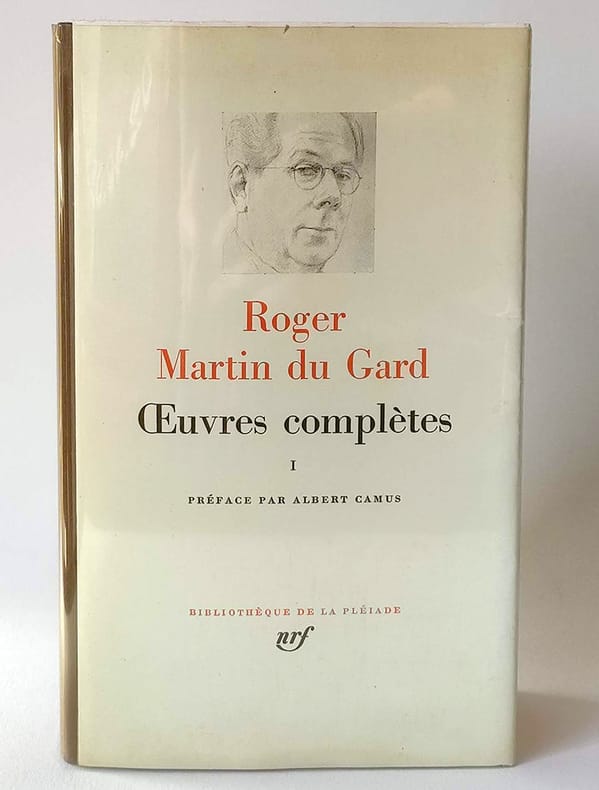 Roger
Martin du Gard
Œuvres complètes
I
PRÉFACE PAR ALBERT CAMUS
BIBLIOTHÈQUE DE LA PLÉIADE
nrf